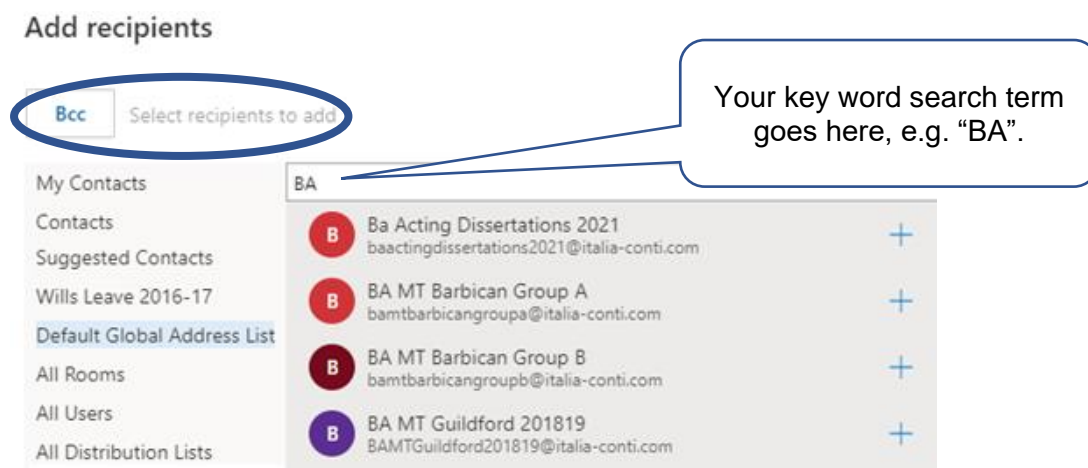 Add recipients
Your key word search term
goes here, e.g. “BA”.
Bcc Select recipients to add
My Contacts
BA
Contacts
Suggested Contacts
Wills Leave 2016-17
Default Global Address List
All Rooms
All Users
All Distribution Lists
B
Ba Acting Dissertations 2021
baactingdissertations2021@italia-conti.com
B
BA MT Barbican Group A
bamtbarbicangroupa@italia-conti.com
B
BA MT Barbican Group B
bamtbarbicangroupb@italia-conti.com
B
BA MT Guildford 201819
BAMTGuildford201819@italia-conti.com